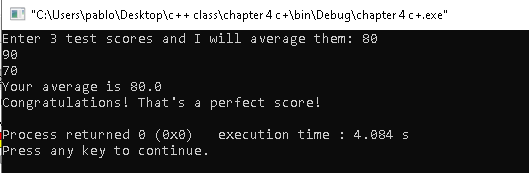 "C:\Users\pablo\Desktop\c++ class\chapter 4 c+\bin\Debug\chapter 4 c+.exe"
Enter 3 test scores and I will average them: 80
90
70
Your average is 80.0
Congratulations! That's a perfect score!
Process returned 0 (0x0)   execution time : 4.084 s
Press any key to continue.